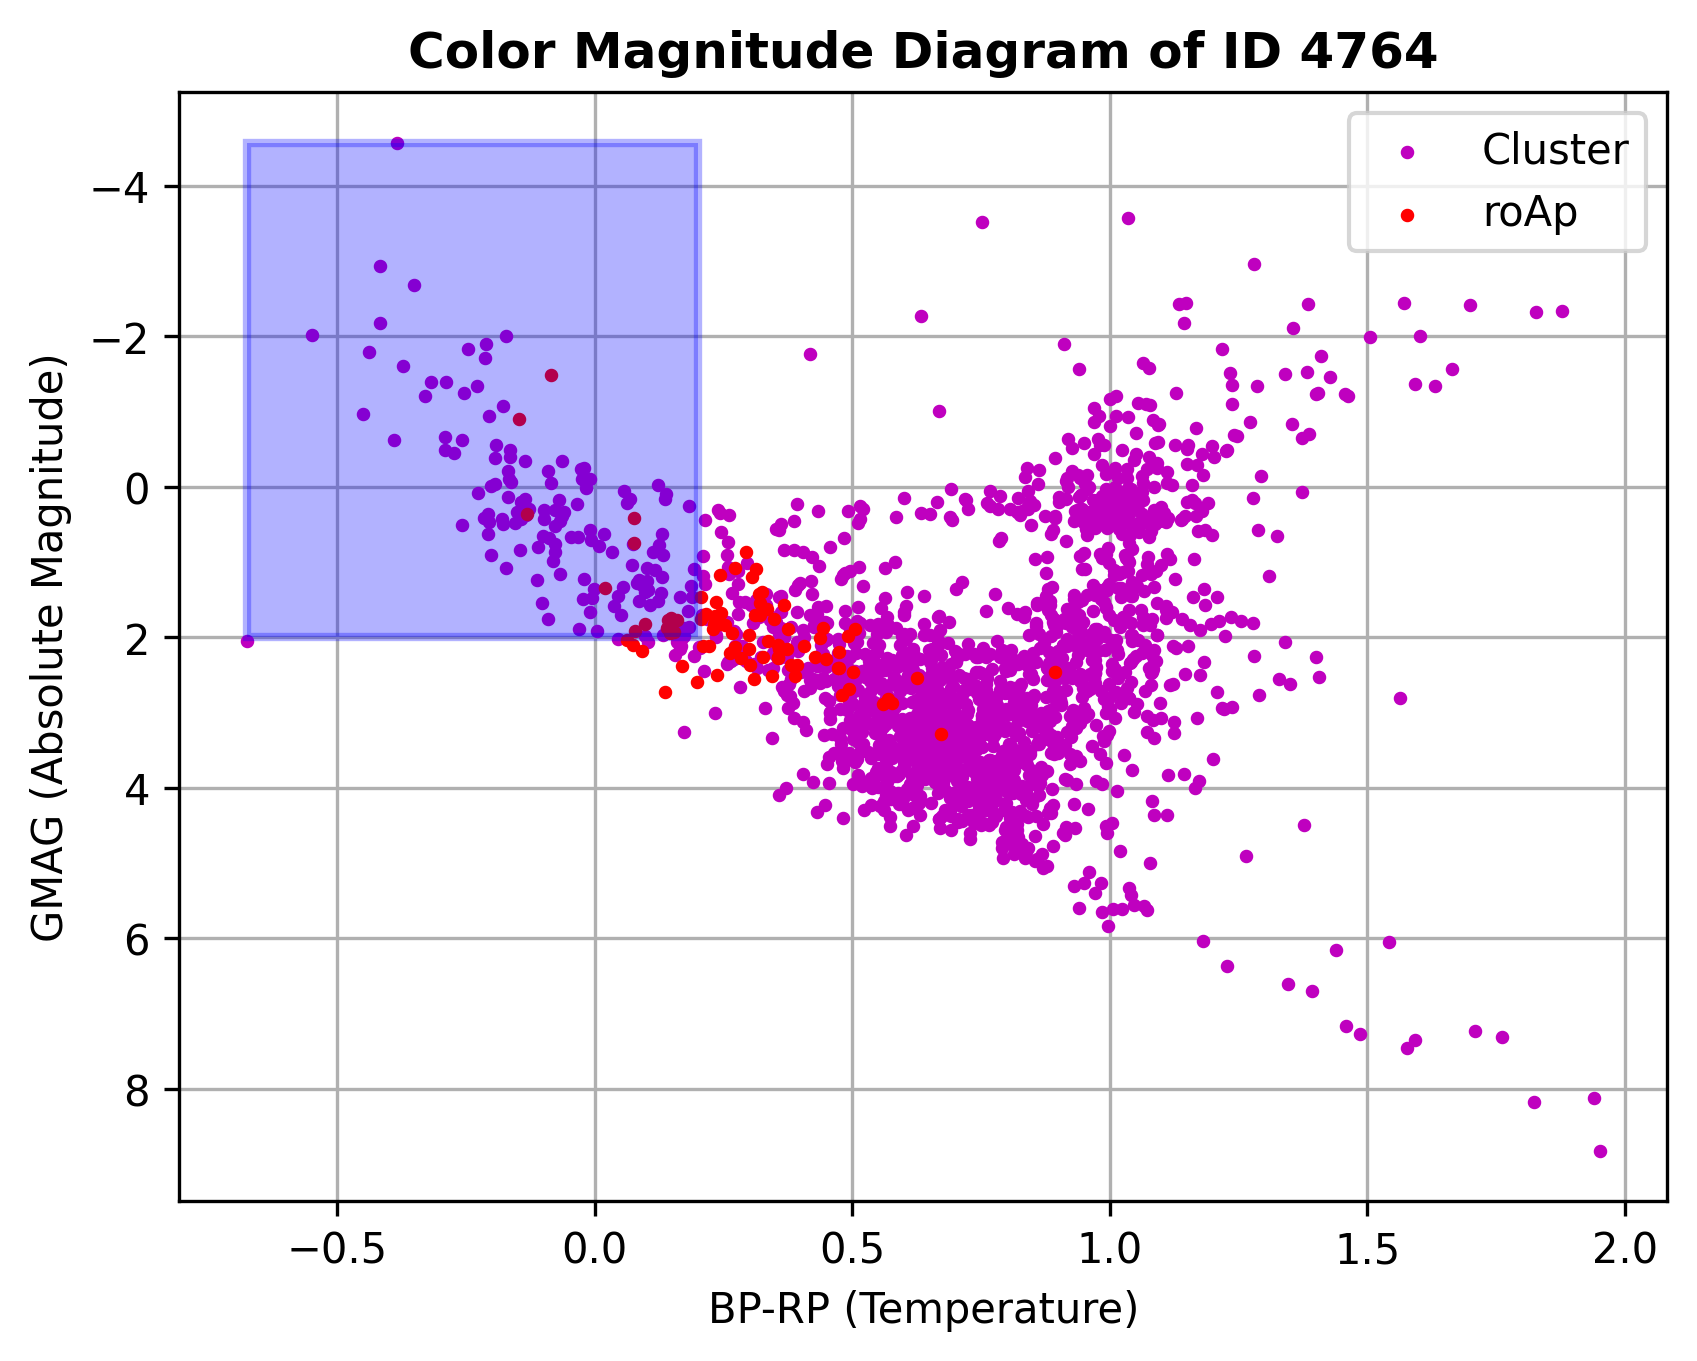 Color Magnitude Diagram of ID 4764
Cluster
roAp
GMAG (Absolute Magnitude)
−4
−2
0
2
4
6
8
−0.5 0.0 0.5 1.0 1.5 2.0
BP-RP (Temperature)